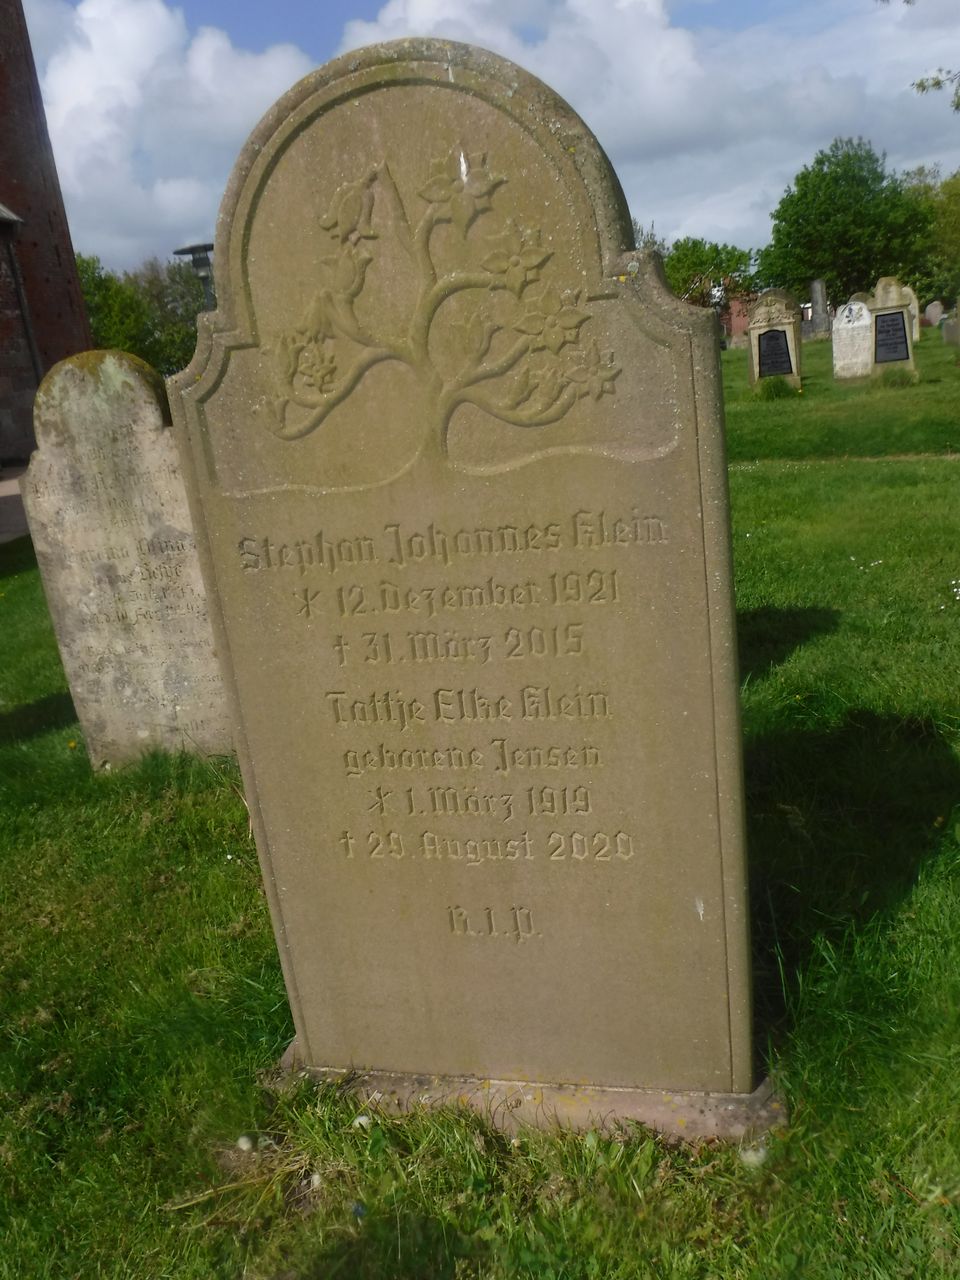 Stephan Johannes Klein
* 12. Dezember 1921
† 31. März 2015
Tattje Elke Klein
geborene Jensen
* 1. März 1919
† 29. August 2020
R.I.P.